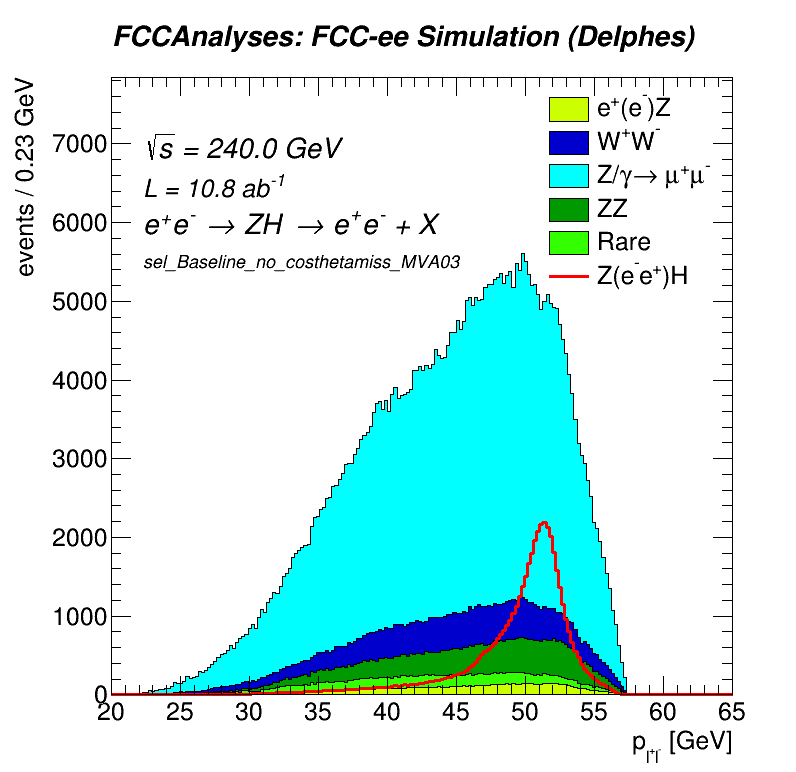 FCCAnalyses: FCC-ee Simulation (Delphes)
events / 0.23 GeV
√s = 240.0 GeV
L = 10.8 ab⁻¹
e⁺e⁻ → ZH → e⁺e⁻ + X
sel_Baseline_no_costhetamiss_MVA03
e⁺(e⁻)Z
W⁺W⁻
Z/γ→ μ⁺μ⁻
ZZ
Rare
Z(e⁻e⁺)H
7000
6000
5000
4000
3000
2000
1000
0
20 25 30 35 40 45 50 55 60 65
p_l⁺l⁻ [GeV]